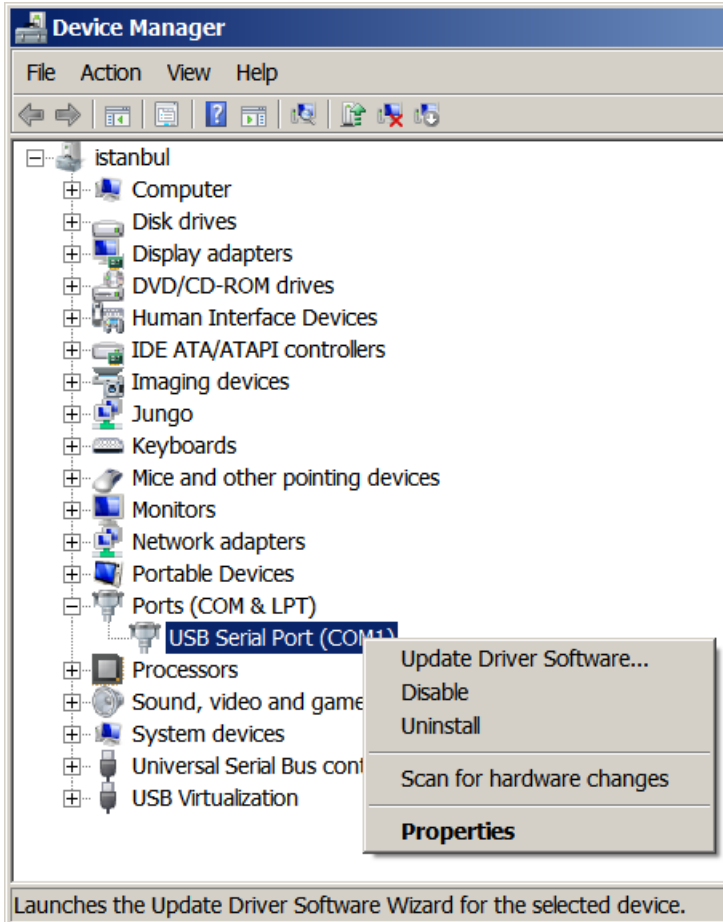 Device Manager
File Action View Help
istanbul
Computer
Disk drives
Display adapters
DVD/CD-ROM drives
Human Interface Devices
IDE ATA/ATAPI controllers
Imaging devices
Jungo
Keyboards
Mice and other pointing devices
Monitors
Network adapters
Portable Devices
Ports (COM & LPT)
USB Serial Port (COM1)
Update Driver Software...
Disable
Uninstall
Scan for hardware changes
Properties
Processors
Sound, video and game
System devices
Universal Serial Bus cont
USB Virtualization
Launches the Update Driver Software Wizard for the selected device.